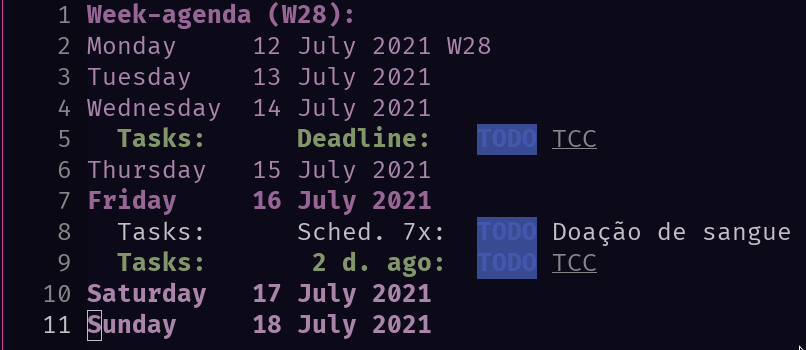 1 Week-agenda (W28):
2 Monday 12 July 2021 W28
3 Tuesday 13 July 2021
4 Wednesday 14 July 2021
5 Tasks: Deadline: TODO TCC
6 Thursday 15 July 2021
7 Friday 16 July 2021
8 Tasks: Sched. 7x: TODO Doação de sangue
9 Tasks: 2 d. ago: TODO TCC
10 Saturday 17 July 2021
11 Sunday 18 July 2021